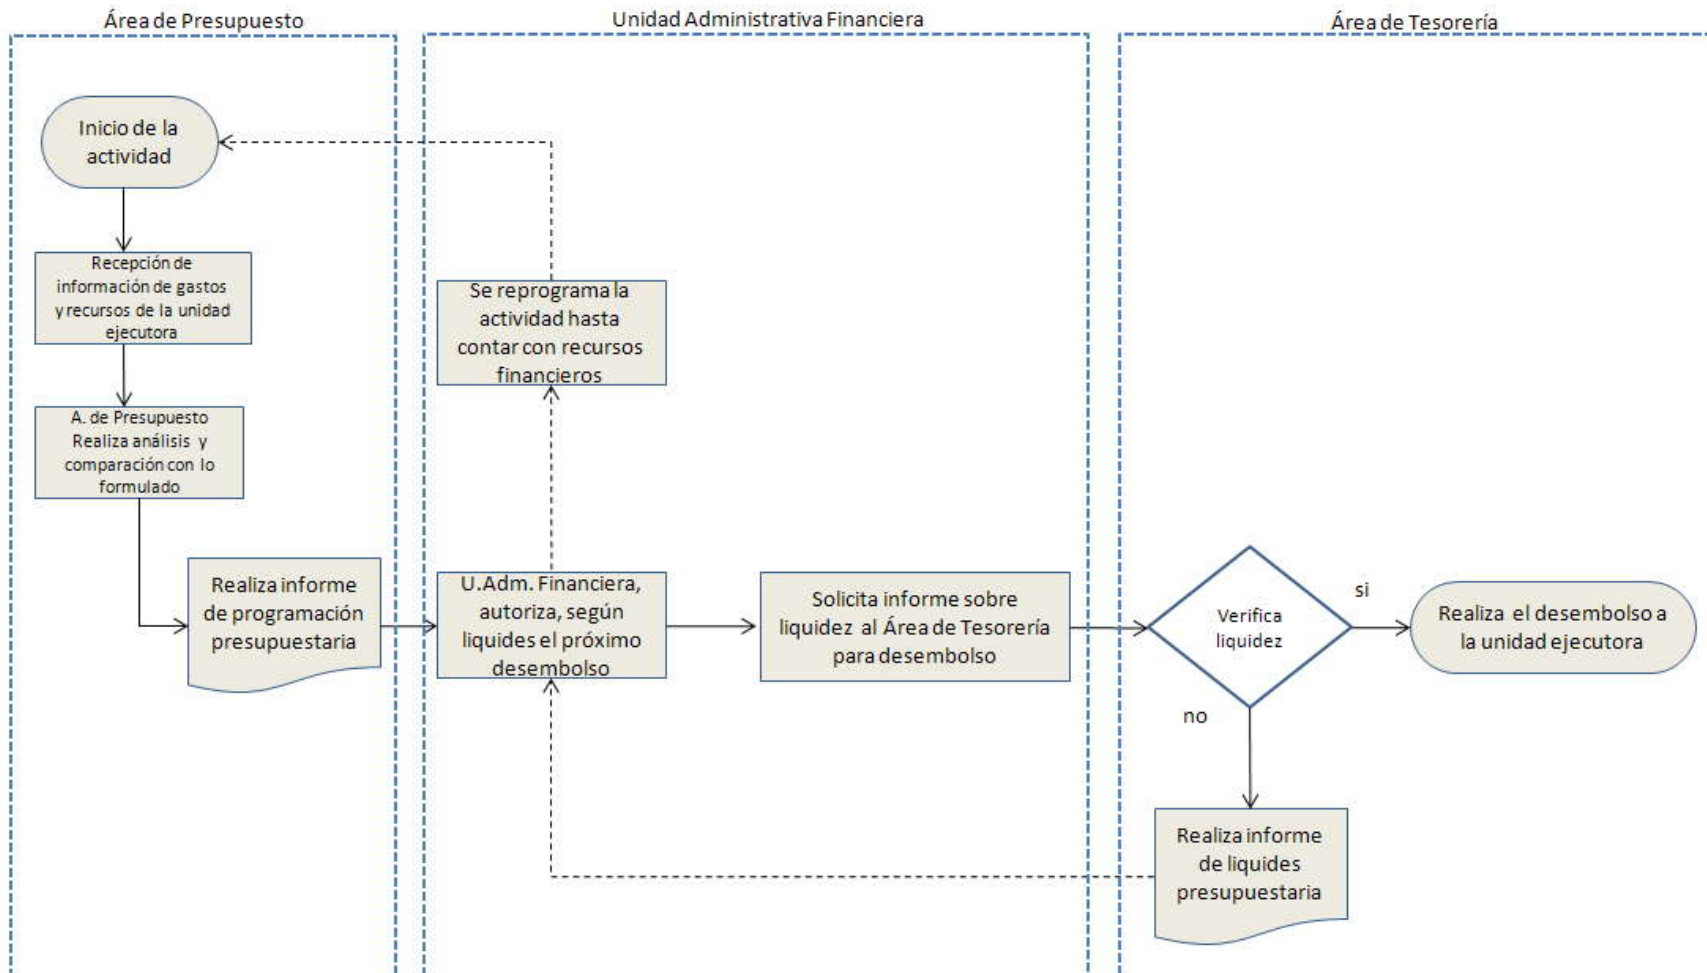 Área de Presupuesto
Unidad Administrativa Financiera
Área de Tesorería
Inicio de la
actividad
Recepción de
información de gastos
y recursos de la unidad
ejecutora
A. de Presupuesto
Realiza análisis y
comparación con lo
formulado
Realiza informe
de programación
presupuestaria
Se reprograma la
actividad hasta
contar con recursos
financieros
U.Adm. Financiera,
autoriza, según
liquides el próximo
desembolso
Solicita informe sobre
liquidez al Área de Tesorería
para desembolso
Verifica
liquidez
si
no
Realiza el desembolso a
la unidad ejecutora
Realiza informe
de liquides
presupuestaria